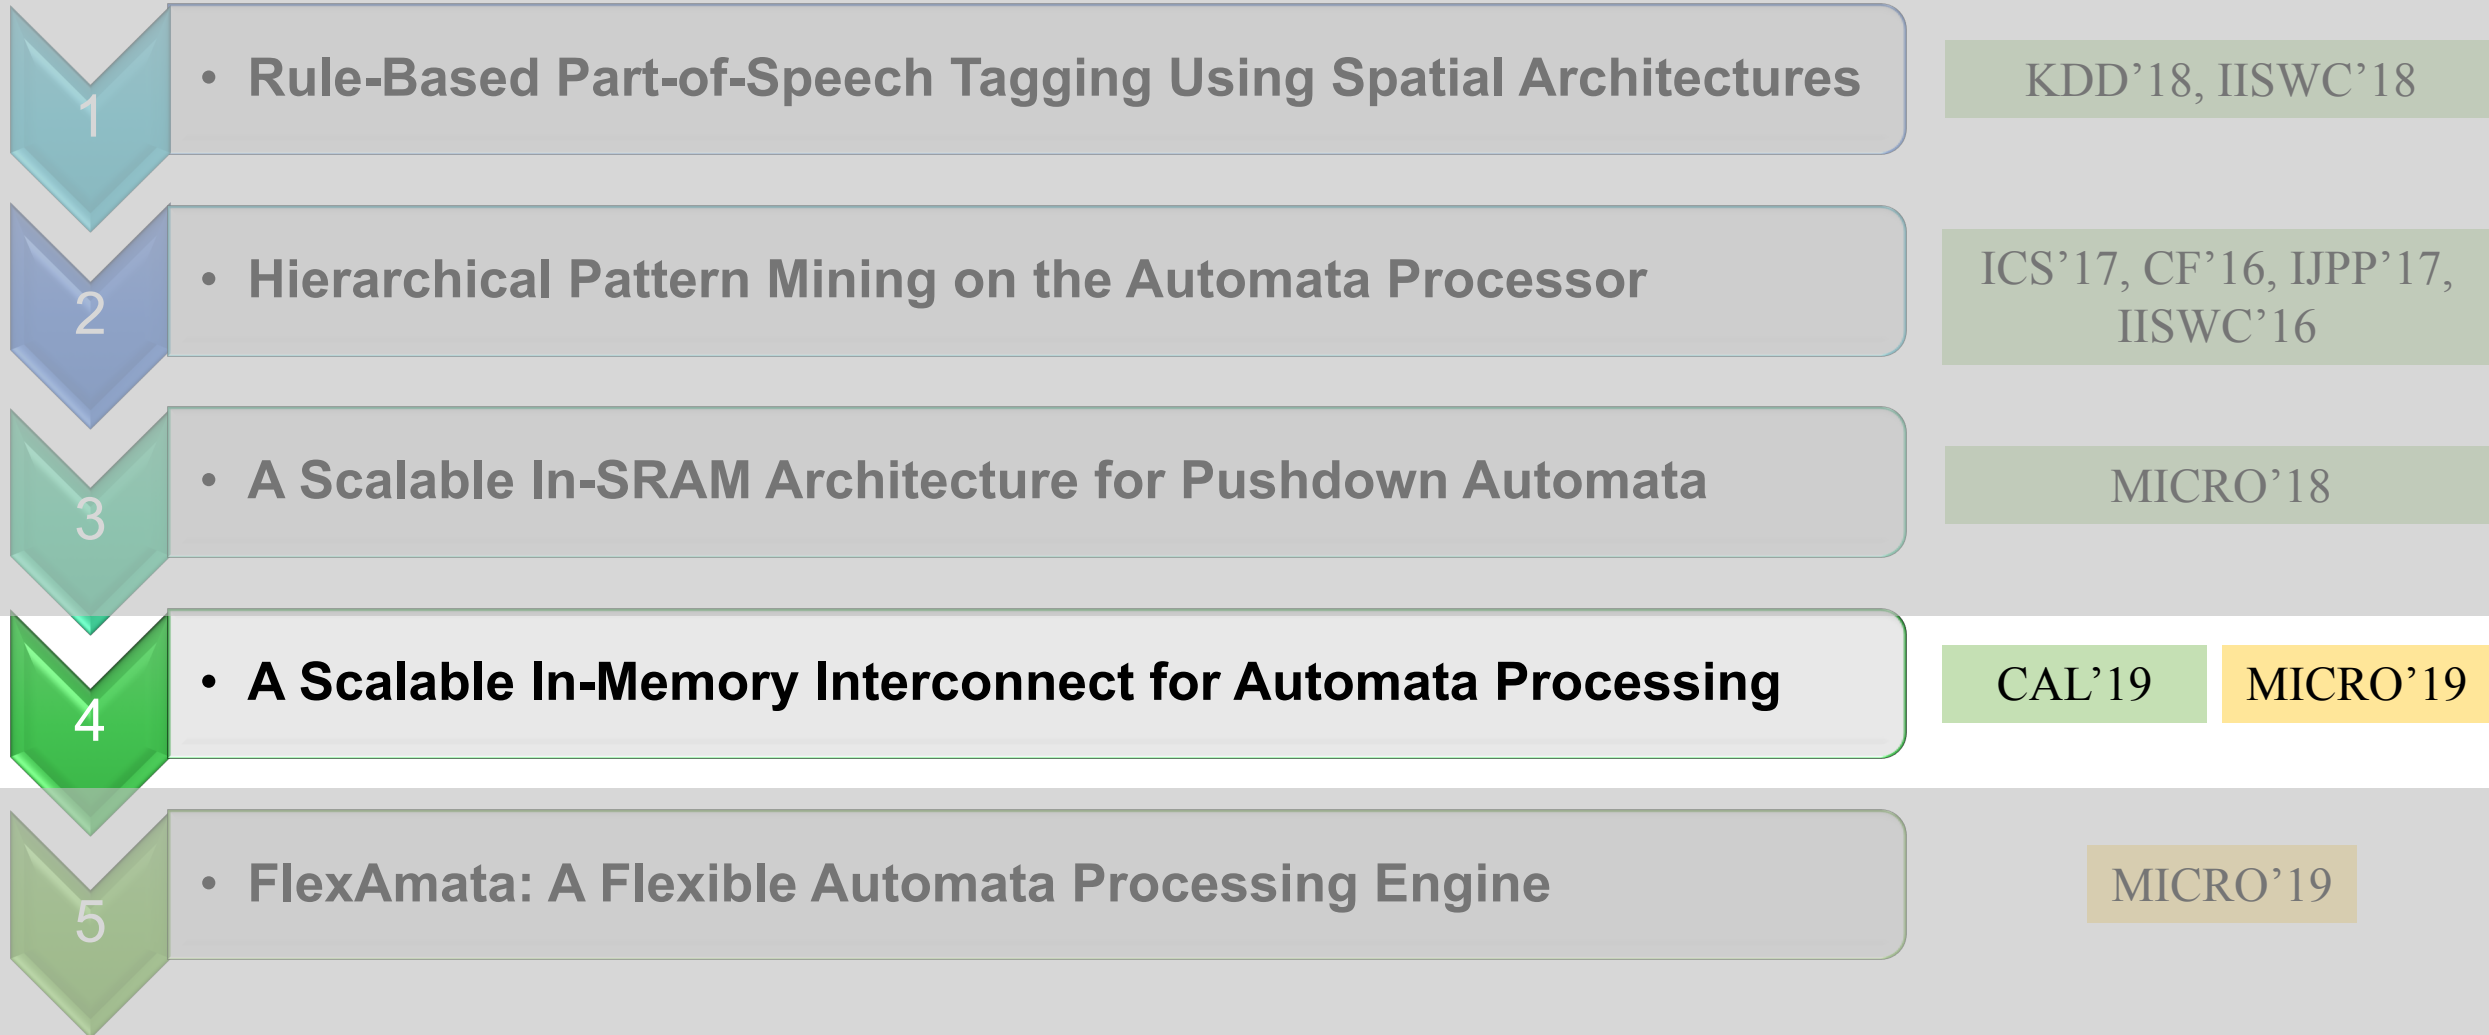 1
• Rule-Based Part-of-Speech Tagging Using Spatial Architectures
KDD’18, IISWC’18
2
• Hierarchical Pattern Mining on the Automata Processor
ICS’17, CF’16, IJPP’17,
IISWC’16
3
• A Scalable In-SRAM Architecture for Pushdown Automata
MICRO’18
4
• A Scalable In-Memory Interconnect for Automata Processing
CAL’19
MICRO’19
5
• FlexAmata: A Flexible Automata Processing Engine
MICRO’19